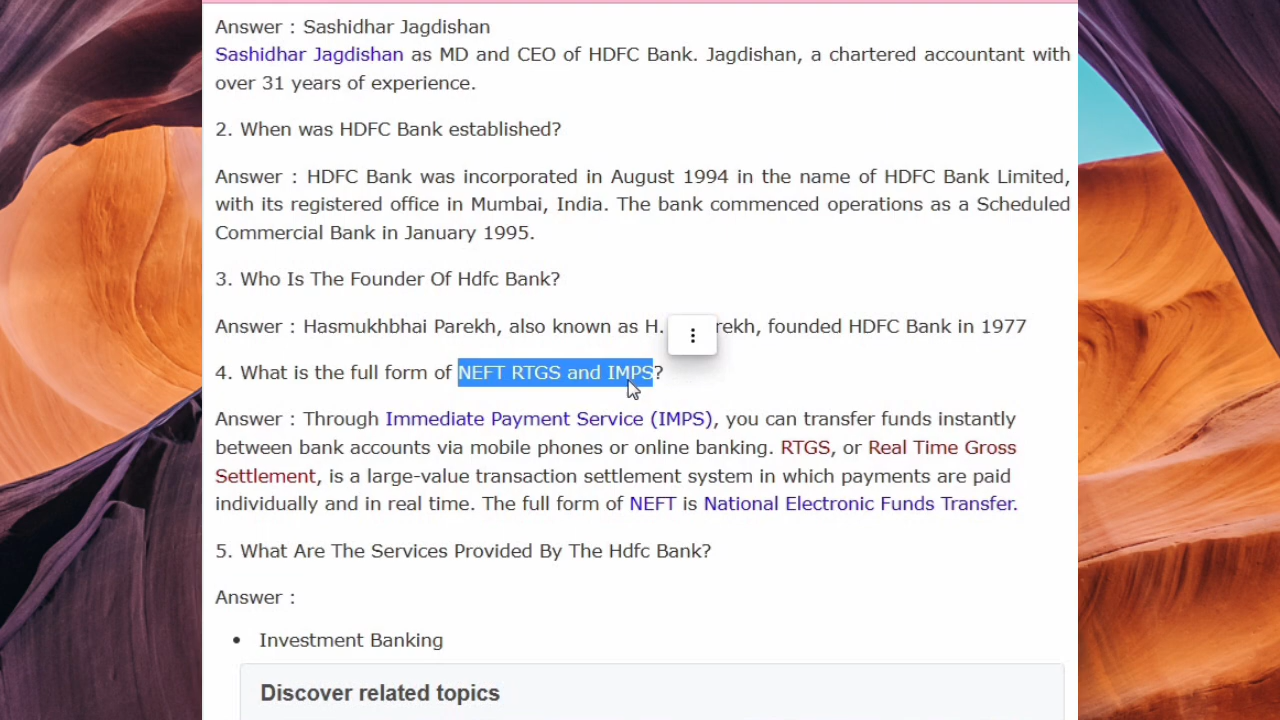 Answer : Sashidhar Jagdishan
Sashidhar Jagdishan as MD and CEO of HDFC Bank. Jagdishan, a chartered accountant with
over 31 years of experience.
2. When was HDFC Bank established?
Answer : HDFC Bank was incorporated in August 1994 in the name of HDFC Bank Limited,
with its registered office in Mumbai, India. The bank commenced operations as a Scheduled
Commercial Bank in January 1995.
3. Who Is The Founder Of Hdfc Bank?
Answer : Hasmukhbhai Parekh, also known as H. rekh, founded HDFC Bank in 1977
4. What is the full form of NEFT RTGS and IMPS?
Answer : Through Immediate Payment Service (IMPS), you can transfer funds instantly
between bank accounts via mobile phones or online banking. RTGS, or Real Time Gross
Settlement, is a large-value transaction settlement system in which payments are paid
individually and in real time. The full form of NEFT is National Electronic Funds Transfer.
5. What Are The Services Provided By The Hdfc Bank?
Answer :
• Investment Banking
Discover related topics